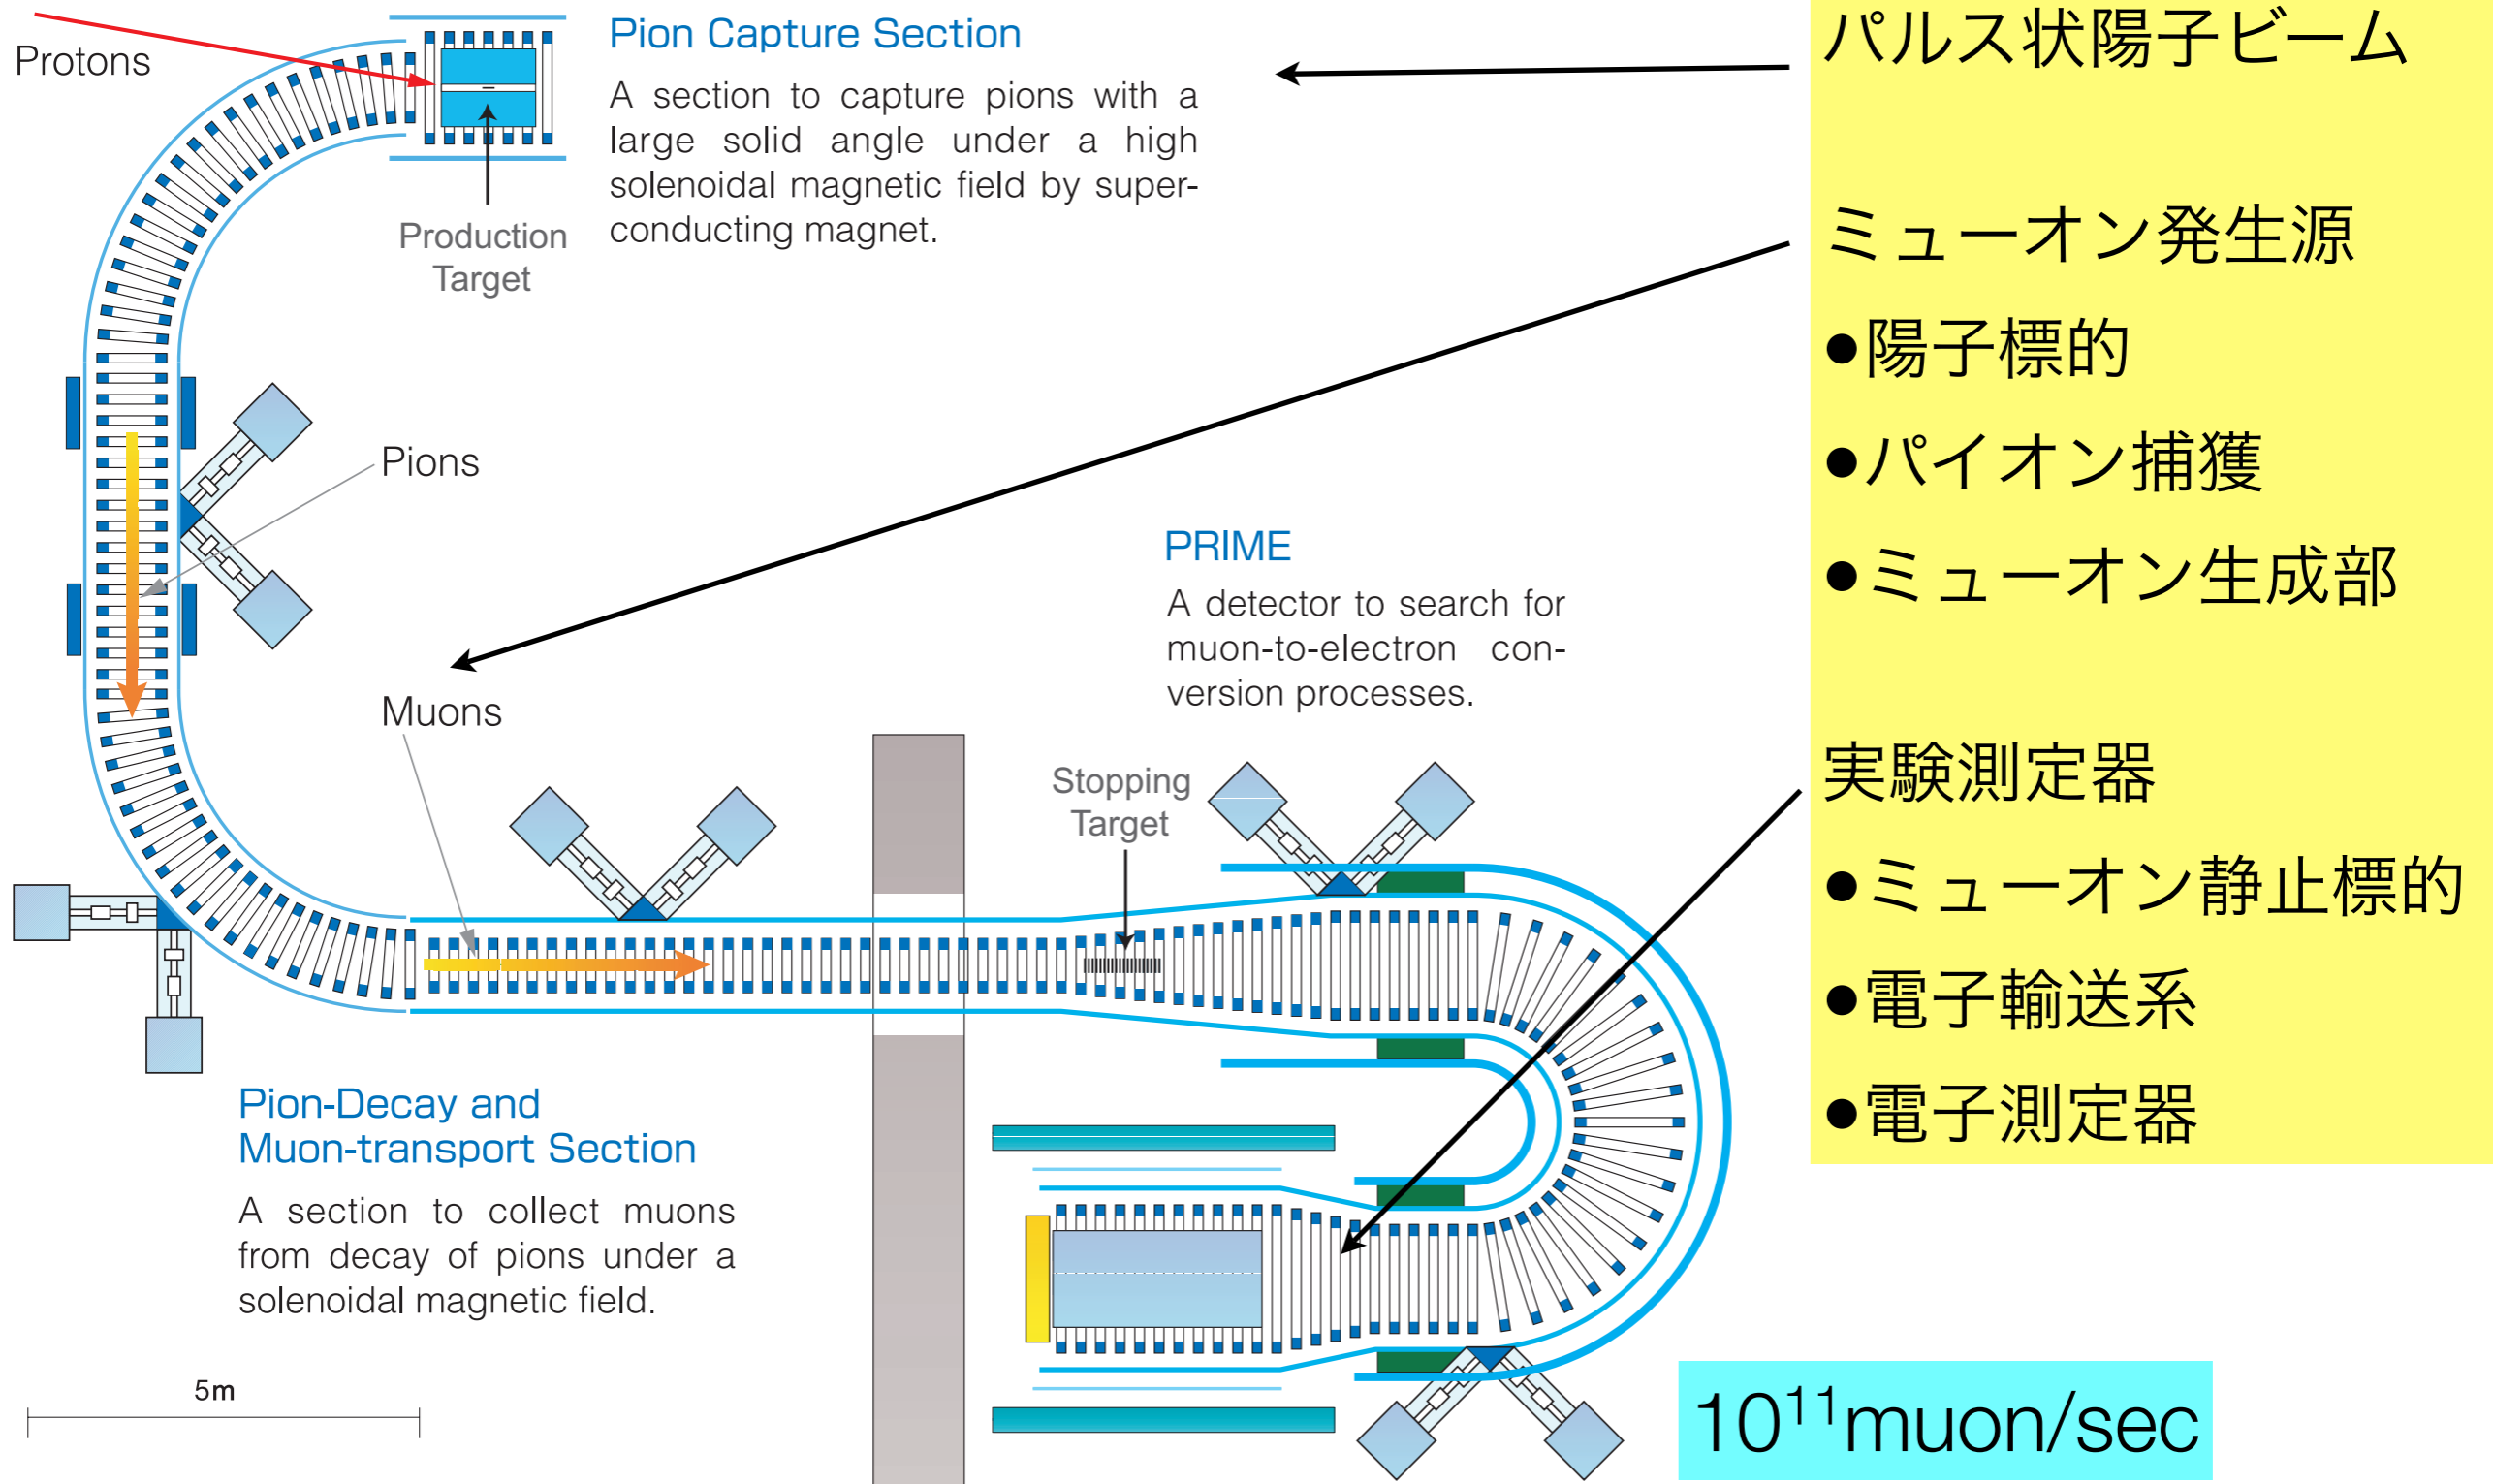 Protons
Pion Capture Section
A section to capture pions with a
large solid angle under a high
solenoidal magnetic field by super-
conducting magnet.
Production
Target
Pions
PRIME
A detector to search for
muon-to-electron con-
version processes.
Muons
Stopping
Target
Pion-Decay and
Muon-transport Section
A section to collect muons
from decay of pions under a
solenoidal magnetic field.
5m
パルス状陽子ビーム
ミューオン発生源
●陽子標的
●パイオン捕獲
●ミューオン生成部
実験測定器
●ミューオン静止標的
●電子輸送系
●電子測定器
10¹¹muon/sec